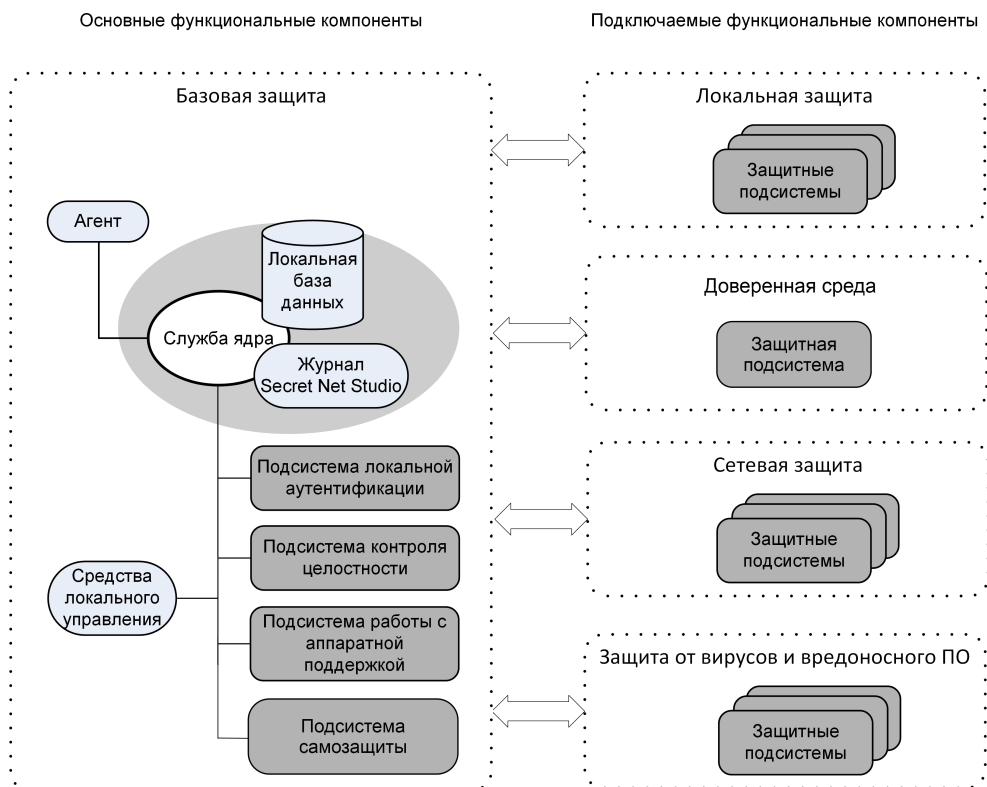 Основные функциональные компоненты
Подключаемые функциональные компоненты
Базовая защита
Агент
Локальная
база
данных
Служба ядра
Журнал
Secret Net Studio
Подсистема локальной
аутентификации
Подсистема контроля
целостности
Средства
локального
управления
Подсистема работы с
аппаратной
поддержкой
Подсистема
самозащиты
Локальная защита
Защитные
подсистемы
Доверенная среда
Защитная
подсистема
Сетевая защита
Защитные
подсистемы
Защита от вирусов и вредоносного ПО
Защитные
подсистемы